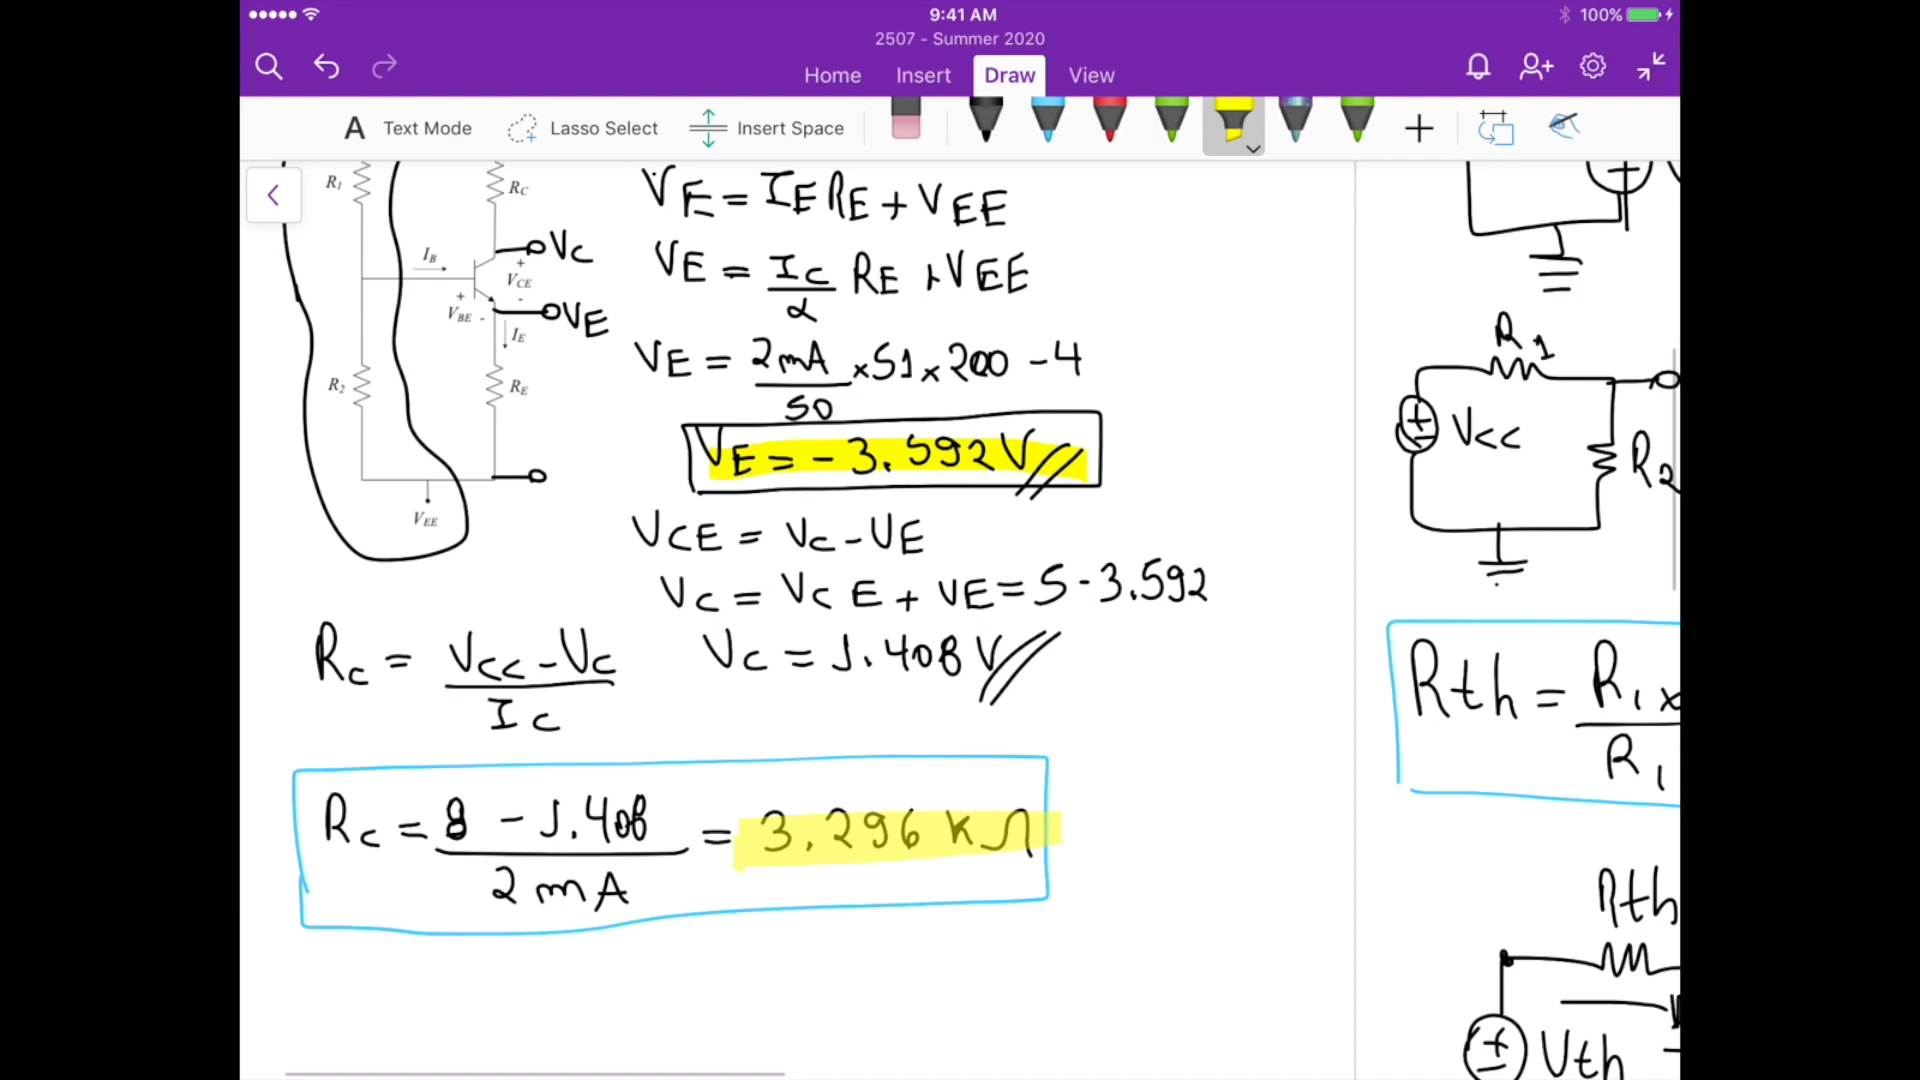 9:41 AM
100%
2507 - Summer 2020
Home Insert Draw View
Text Mode Lasso Select Insert Space
R1
RC
IB
VC
VCE
VBE
VE
IE
R2
RE
VEE
VE = IE RE + VEE
VE = IC/α RE + VEE
VE = 2mA/50 × 51 × 200 - 4
VE = - 3.592 V
VCE = VC - VE
VC = VCE + VE = 5 - 3.592
VC = 1.408 V
RC = VCC - VC / IC
RC = 8 - 1.408 / 2 mA = 3.296 kΩ
R1
VCC
R2
Rth = R1 x
R1
Rth
Vth